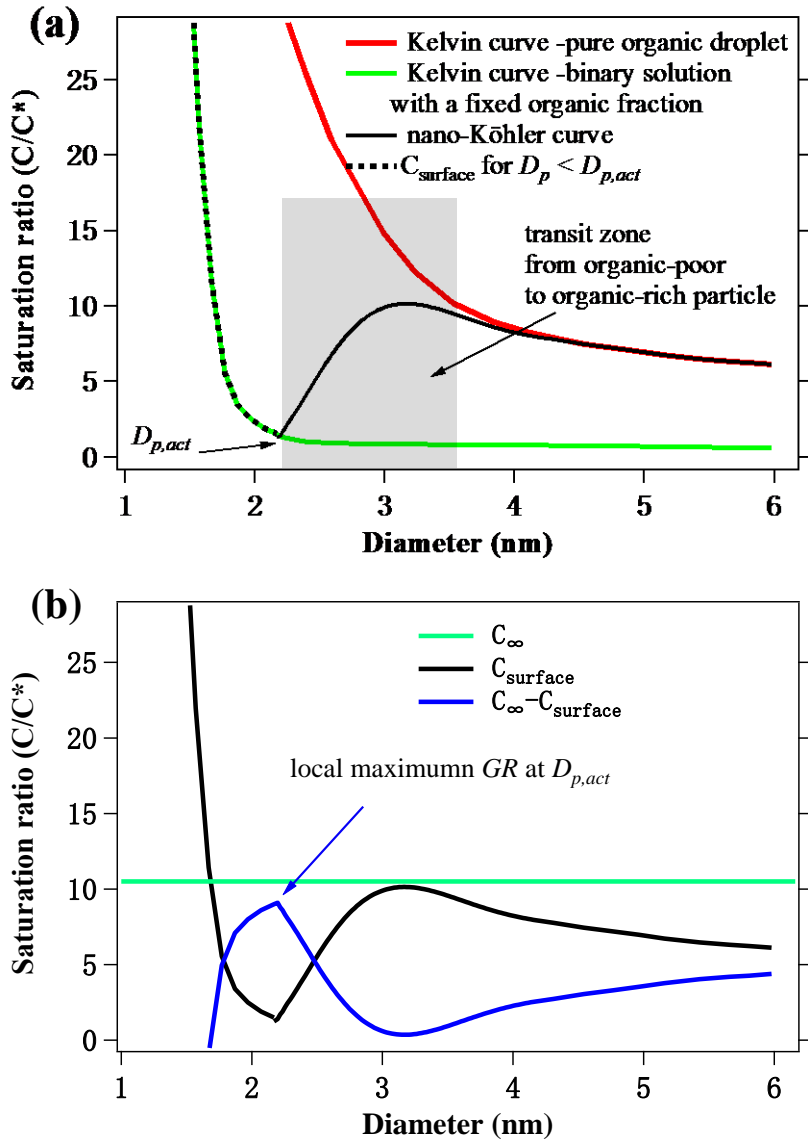 (a)
Kelvin curve -pure organic droplet
Kelvin curve -binary solution
with a fixed organic fraction
nano-Kōhler curve
C_surface for D_p < D_p,act
transit zone
from organic-poor
to organic-rich particle
D_p,act
Saturation ratio (C/C*)
25
20
15
10
5
0
1 2 3 4 5 6
Diameter (nm)
(b)
C_∞
C_surface
C_∞-C_surface
local maximumn GR at D_p,act
Saturation ratio (C/C*)
25
20
15
10
5
0
1 2 3 4 5 6
Diameter (nm)